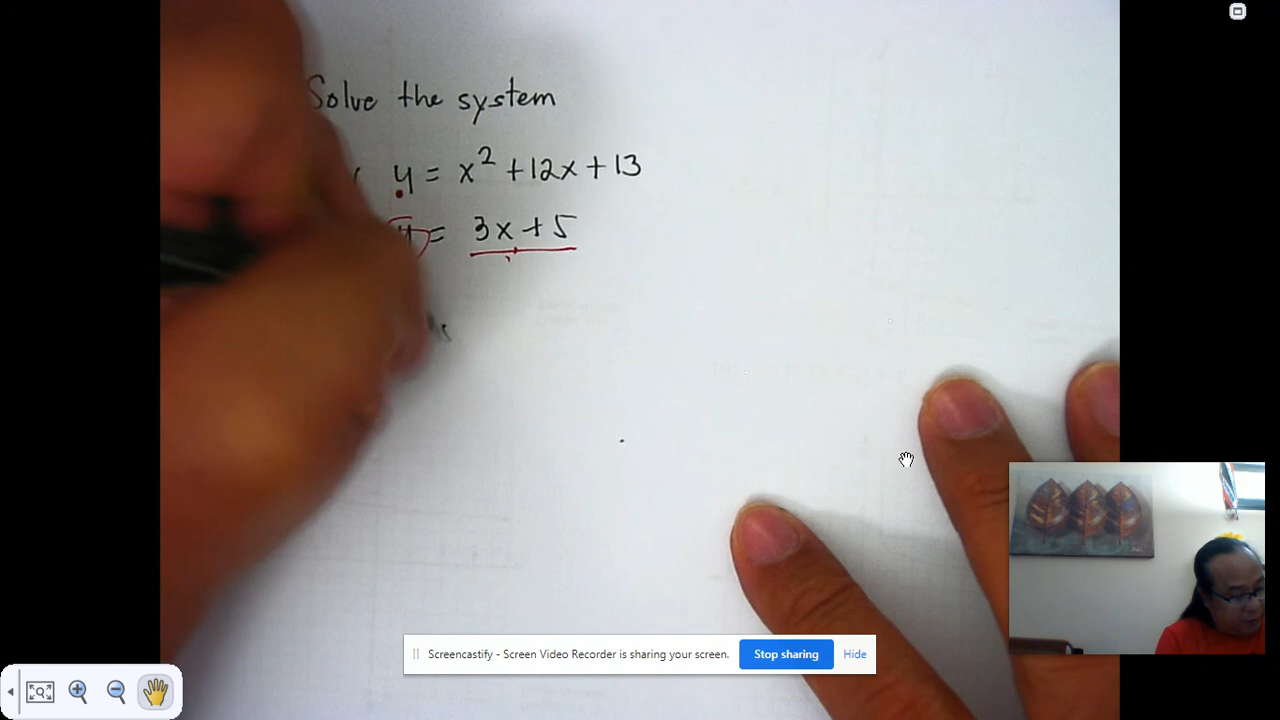 Solve the system
y = x² + 12x + 13
y = 3x + 5
Screencastify - Screen Video Recorder is sharing your screen. Stop sharing Hide